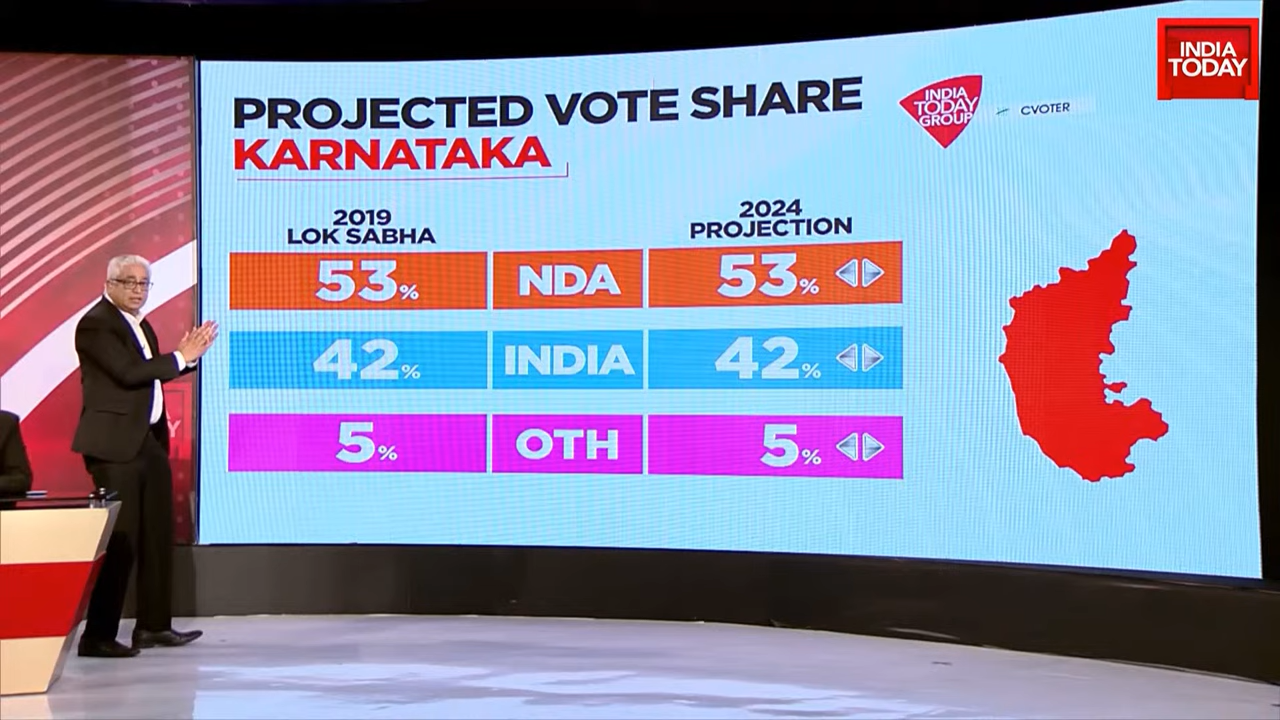 INDIA
TODAY
PROJECTED VOTE SHARE
KARNATAKA
INDIA
TODAY
GROUP
CVOTER
2019
LOK SABHA
2024
PROJECTION
53% NDA 53%
42% INDIA 42%
5% OTH 5%